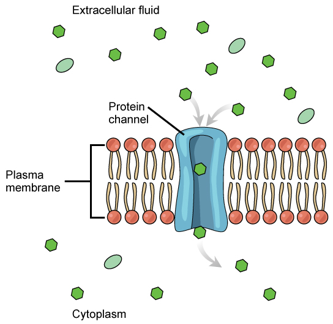 Extracellular fluid
Protein
channel
Plasma
membrane
Cytoplasm